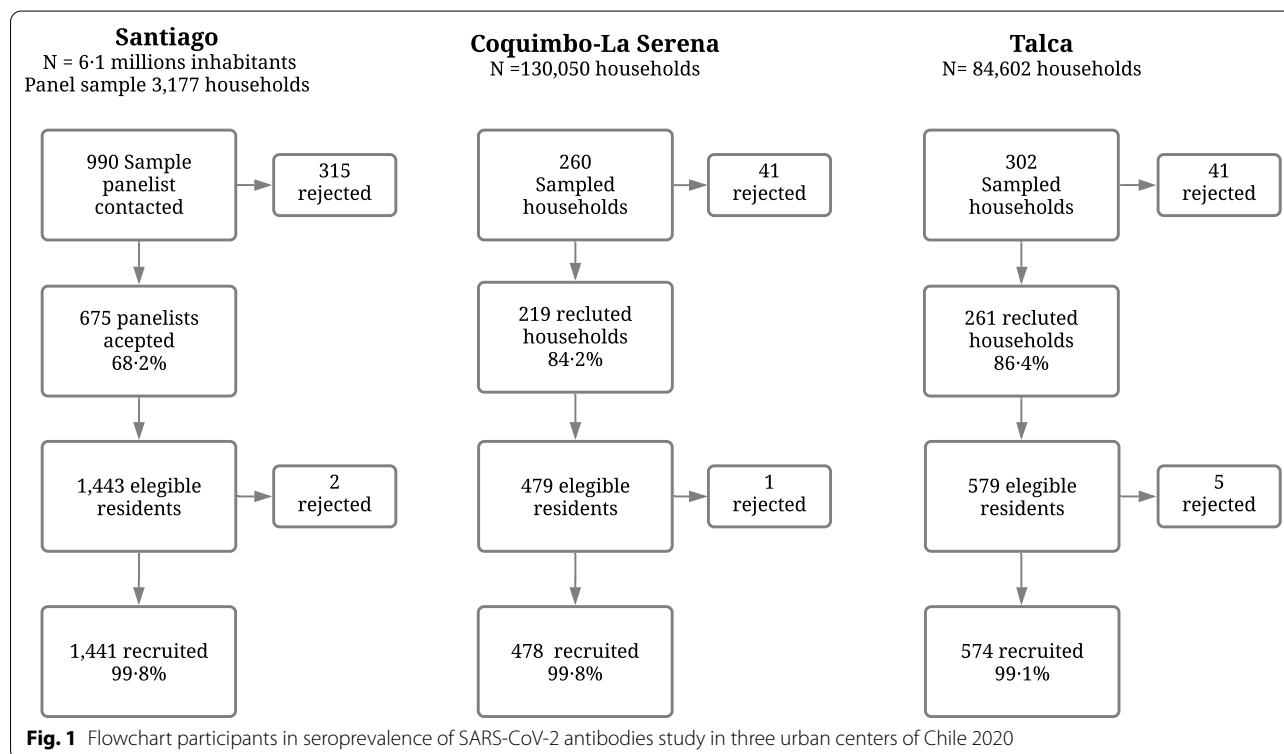 Santiago
N = 6·1 millions inhabitants
Panel sample 3,177 households
990 Sample
panelist
contacted
315
rejected
675 panelists
acepted
68·2%
1,443 elegible
residents
2
rejected
1,441 recruited
99·8%
Coquimbo-La Serena
N =130,050 households
260
Sampled
households
41
rejected
219 recluted
households
84·2%
479 elegible
residents
1
rejected
478 recruited
99·8%
Talca
N= 84,602 households
302
Sampled
households
41
rejected
261 recluted
households
86·4%
579 elegible
residents
5
rejected
574 recruited
99·1%
Fig. 1 Flowchart participants in seroprevalence of SARS-CoV-2 antibodies study in three urban centers of Chile 2020